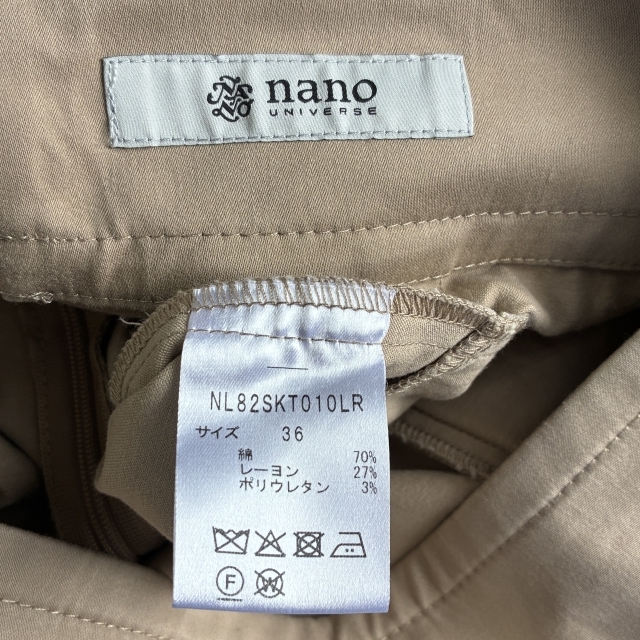 nano
UNIVERSE
NL82SKT010LR
サイズ 36
綿 70%
レーヨン 27%
ポリウレタン 3%
F W